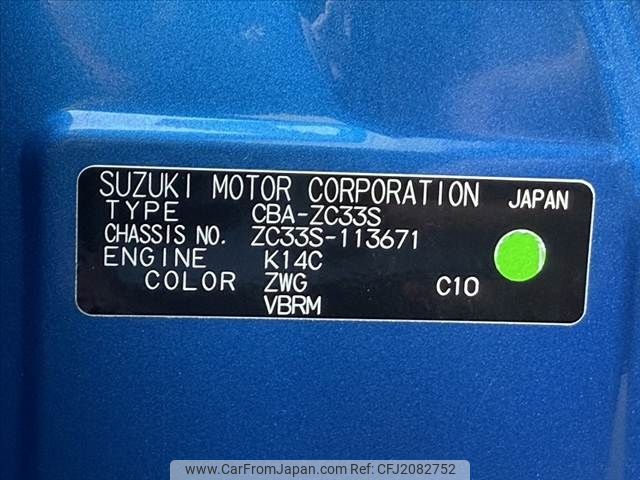 SUZUKI MOTOR CORPORATION JAPAN
TYPE CBA-ZC33S
CHASSIS NO. ZC33S-113671
ENGINE K14C
COLOR ZWG C10
VBRM
www.CarFromJapan.com | Ref: CFJ2082752